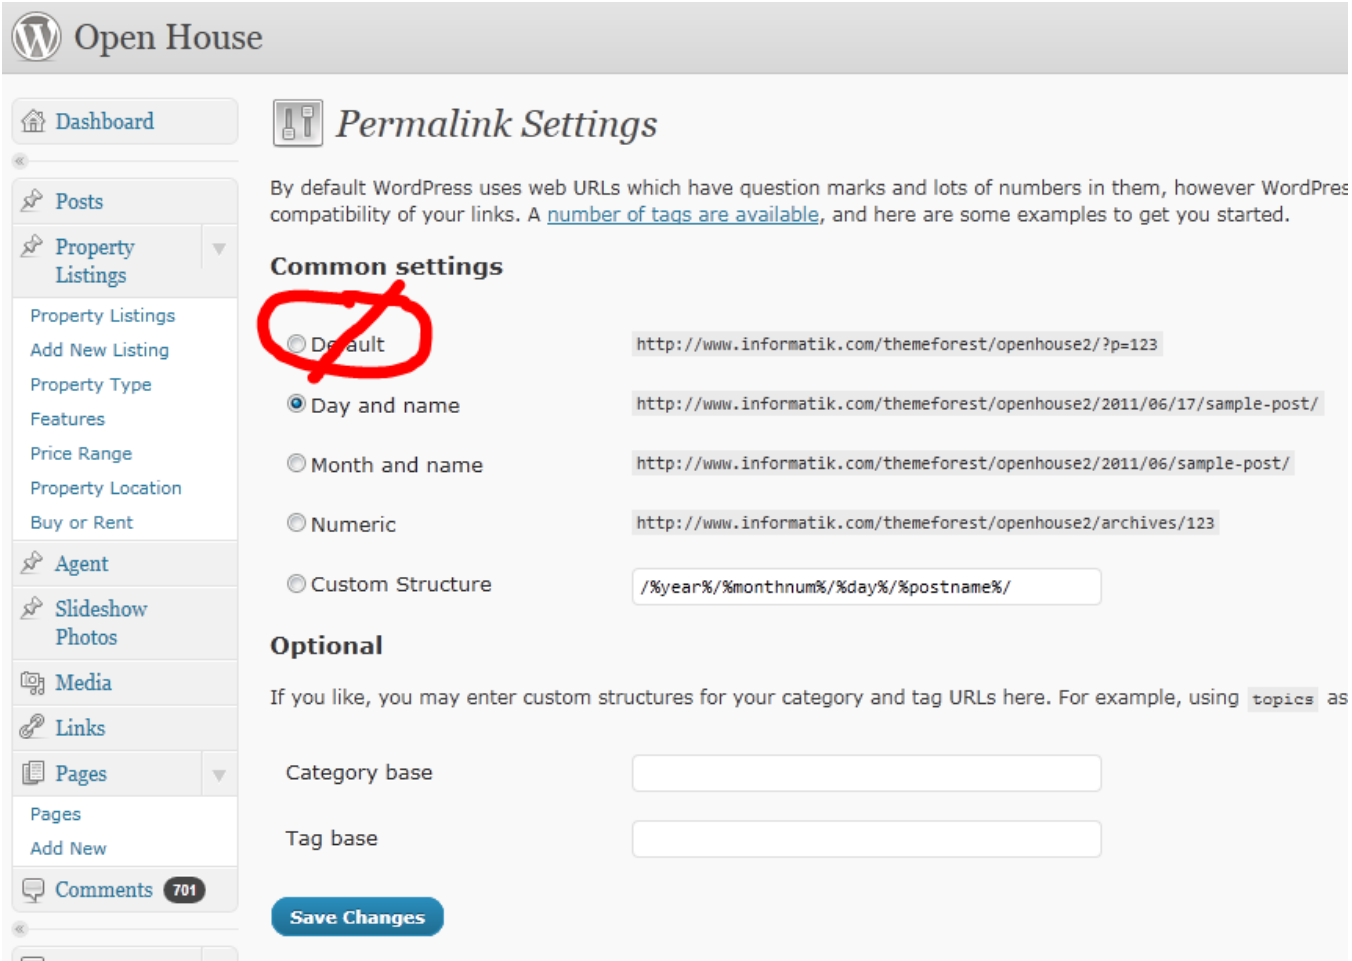 Open House
Dashboard
Posts
Property
Listings
Property Listings
Add New Listing
Property Type
Features
Price Range
Property Location
Buy or Rent
Agent
Slideshow
Photos
Media
Links
Pages
Pages
Add New
Comments 701
Permalink Settings
By default WordPress uses web URLs which have question marks and lots of numbers in them, however WordPres
compatibility of your links. A number of tags are available, and here are some examples to get you started.
Common settings
Default http://www.informatik.com/themeforest/openhouse2/?p=123
Day and name http://www.informatik.com/themeforest/openhouse2/2011/06/17/sample-post/
Month and name http://www.informatik.com/themeforest/openhouse2/2011/06/sample-post/
Numeric http://www.informatik.com/themeforest/openhouse2/archives/123
Custom Structure /%year%/%monthnum%/%day%/%postname%/
Optional
If you like, you may enter custom structures for your category and tag URLs here. For example, using topics as
Category base
Tag base
Save Changes